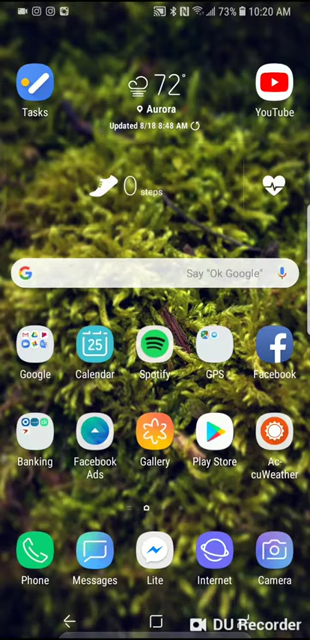 73% 10:20 AM
72°
Aurora
Updated 8/18 8:48 AM
Tasks
YouTube
0 steps
G Say "Ok Google"
25
Google Calendar Spotify GPS Facebook
Banking Facebook Ads Gallery Play Store Ac-cuWeather
Phone Messages Lite Internet Camera
DU Recorder